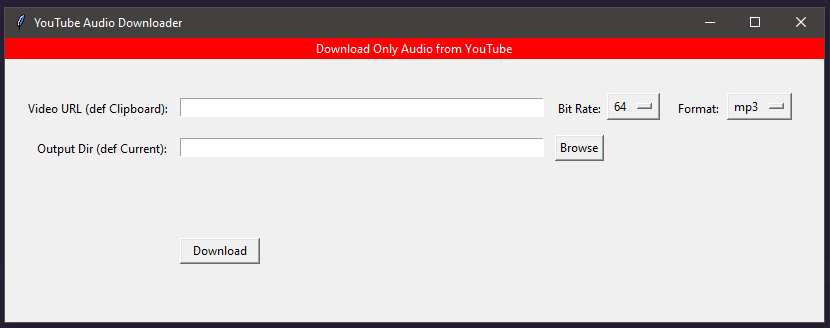 YouTube Audio Downloader
Download Only Audio from YouTube
Video URL (def Clipboard): Bit Rate: 64 Format: mp3
Output Dir (def Current): Browse
Download